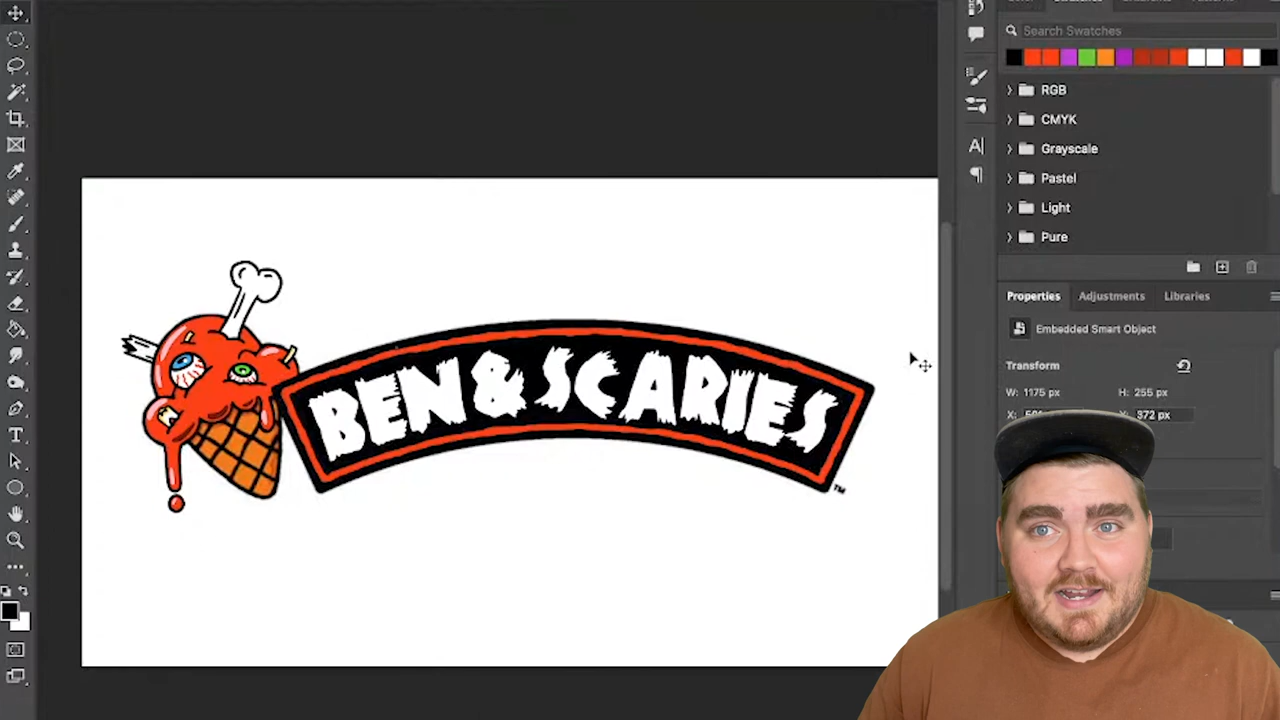 Search Swatches
RGB
CMYK
Grayscale
Pastel
Light
Pure
Properties Adjustments Libraries
Embedded Smart Object
Transform
W: 1175 px H: 255 px
X: 372 px
BEN & SCARIES
TM